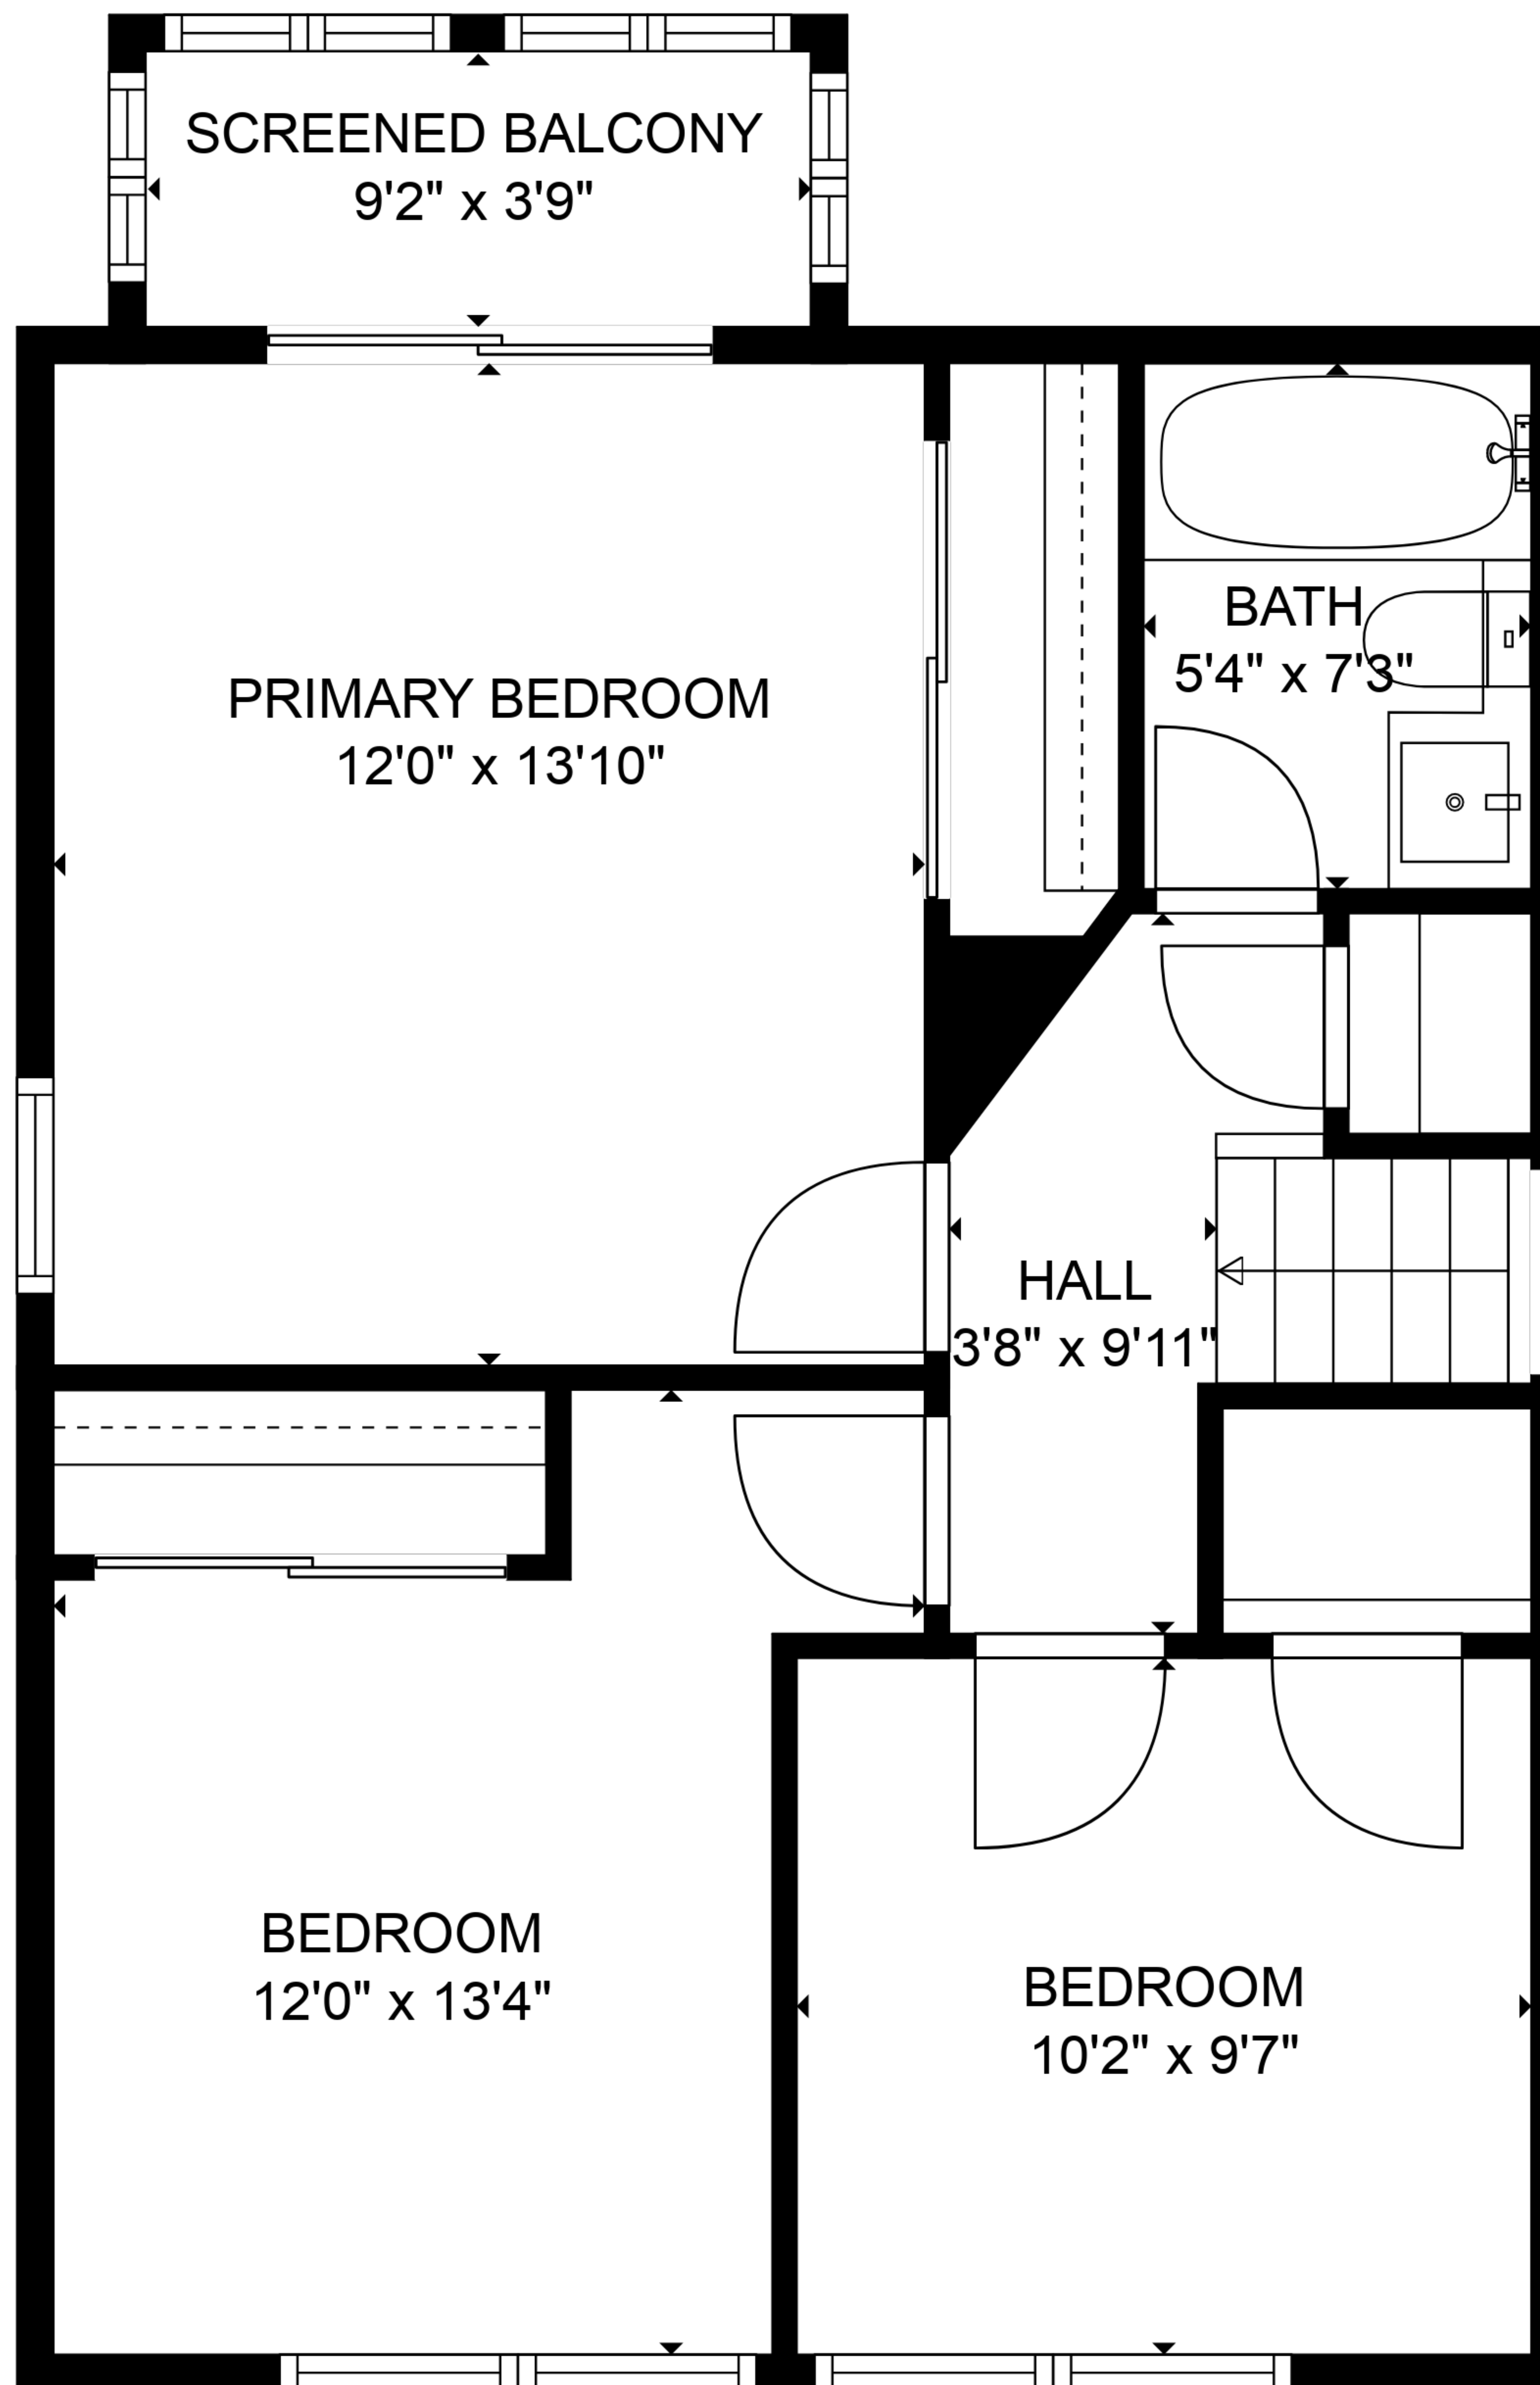 SCREENED BALCONY
9'2" x 3'9"
BATH
5'4" x 7'3"
PRIMARY BEDROOM
12'0" x 13'10"
HALL
3'8" x 9'11"
BEDROOM
12'0" x 13'4"
BEDROOM
10'2" x 9'7"